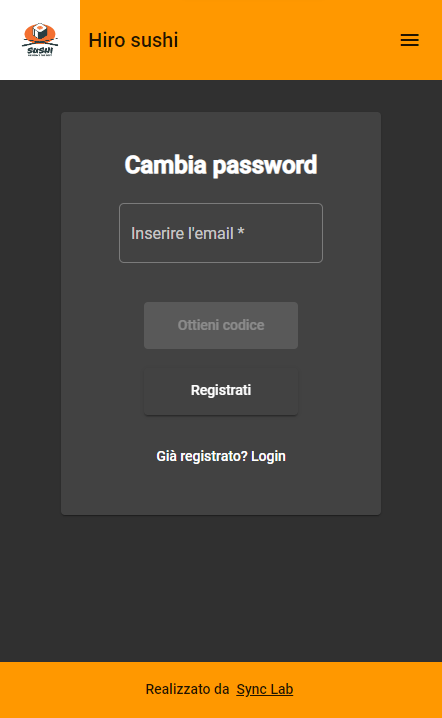 SUSHI
Hiro sushi
Cambia password
Inserire l'email *
Ottieni codice
Registrati
Già registrato? Login
Realizzato da Sync Lab